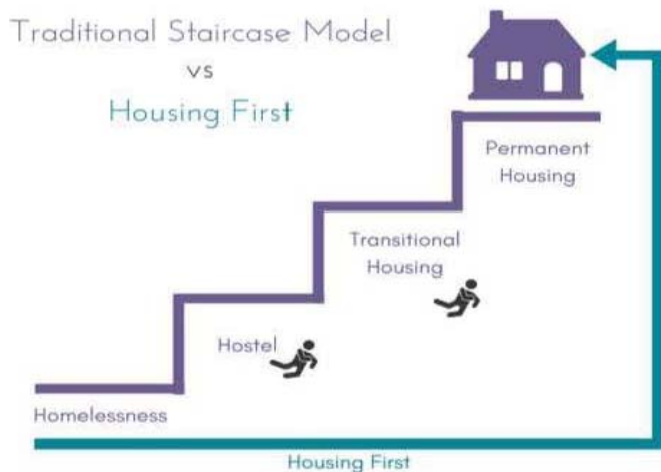 Traditional Staircase Model
vs
Housing First
Permanent
Housing
Transitional
Housing
Hostel
Homelessness
Housing First